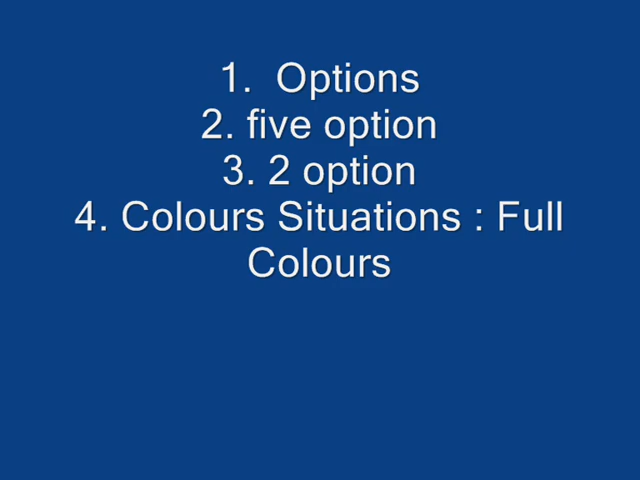 1.  Options
2. five option
3. 2 option
4. Colours Situations : Full
Colours